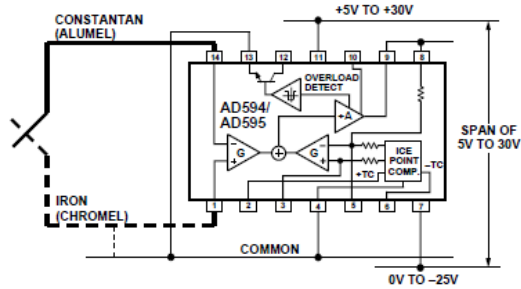 CONSTANTAN
(ALUMEL)
+5V TO +30V
14
13
12
11
10
9
8
OVERLOAD
DETECT
AD594/
AD595
+A
G
G
–
+
–
+
ICE
POINT
COMP.
+TC
–TC
SPAN OF
5V TO 30V
IRON
(CHROMEL)
1
2
3
4
5
6
7
COMMON
0V TO –25V